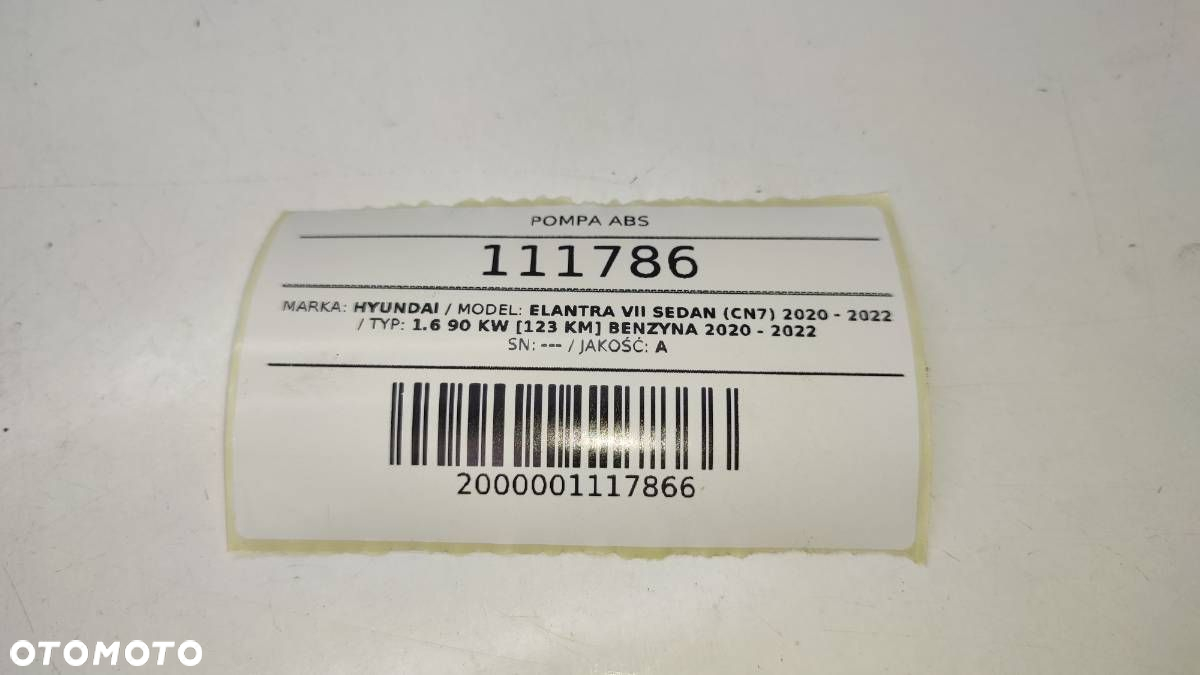 POMPA ABS
111786
MARKA: HYUNDAI / MODEL: ELANTRA VII SEDAN (CN7) 2020 - 2022
/ TYP: 1.6 90 KW [123 KM] BENZYNA 2020 - 2022
SN: --- / JAKOŚĆ: A
2000001117866
OTOMOTO